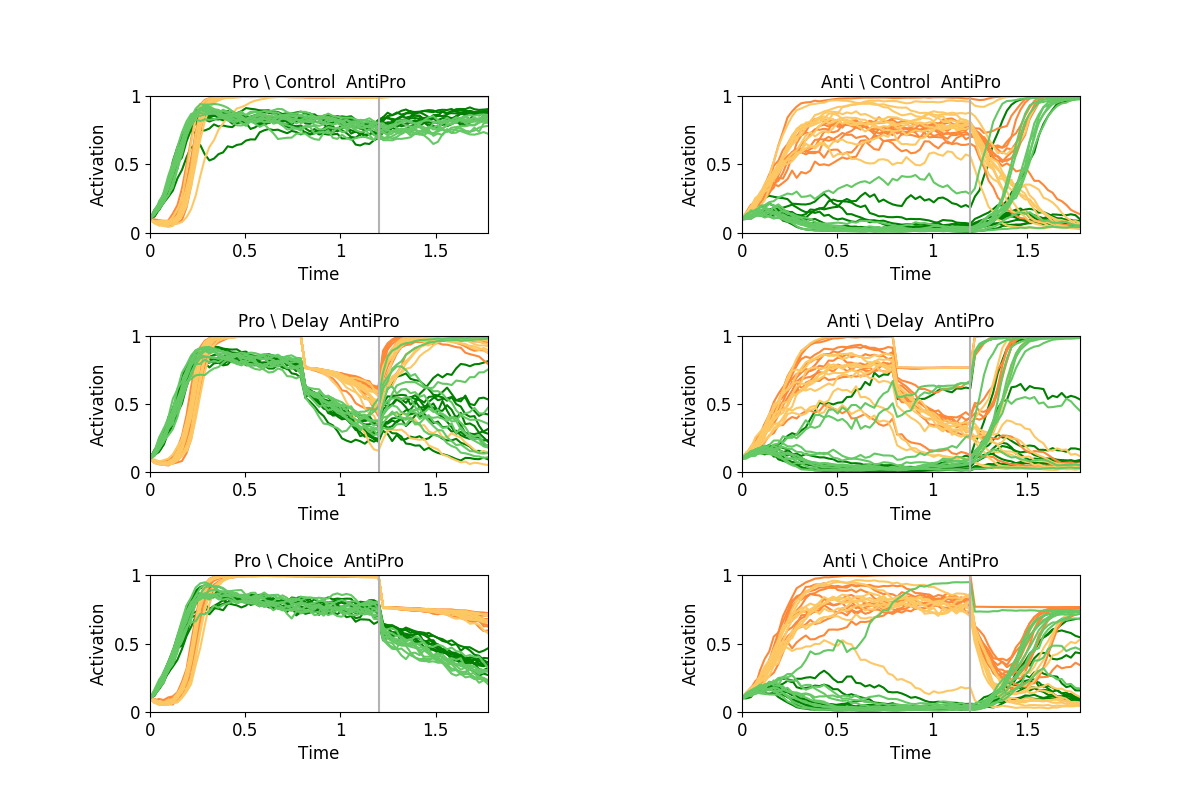 Pro \ Control  AntiPro
Activation
1
0.5
0
0 0.5 1 1.5
Time
Anti \ Control  AntiPro
Activation
1
0.5
0
0 0.5 1 1.5
Time
Pro \ Delay  AntiPro
Activation
1
0.5
0
0 0.5 1 1.5
Time
Anti \ Delay  AntiPro
Activation
1
0.5
0
0 0.5 1 1.5
Time
Pro \ Choice  AntiPro
Activation
1
0.5
0
0 0.5 1 1.5
Time
Anti \ Choice  AntiPro
Activation
1
0.5
0
0 0.5 1 1.5
Time